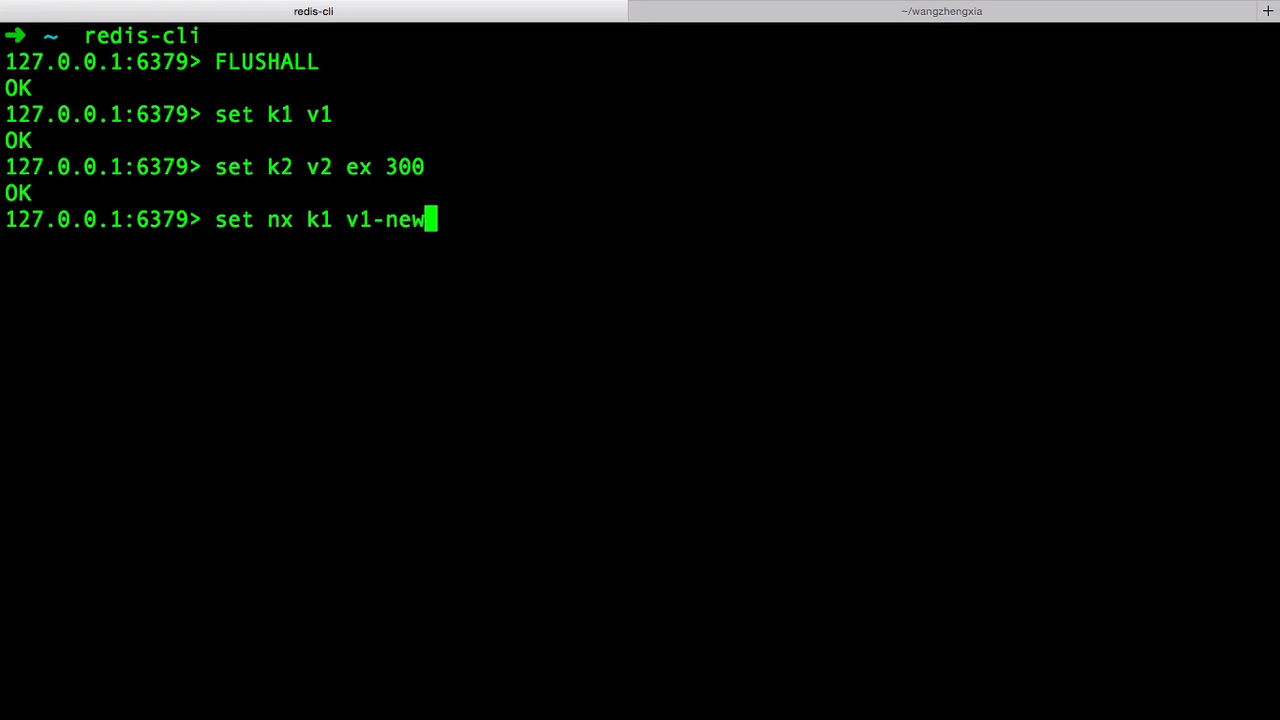 redis-cli
~/wangzhengxia
+
➜ ~ redis-cli
127.0.0.1:6379> FLUSHALL
OK
127.0.0.1:6379> set k1 v1
OK
127.0.0.1:6379> set k2 v2 ex 300
OK
127.0.0.1:6379> set nx k1 v1-new